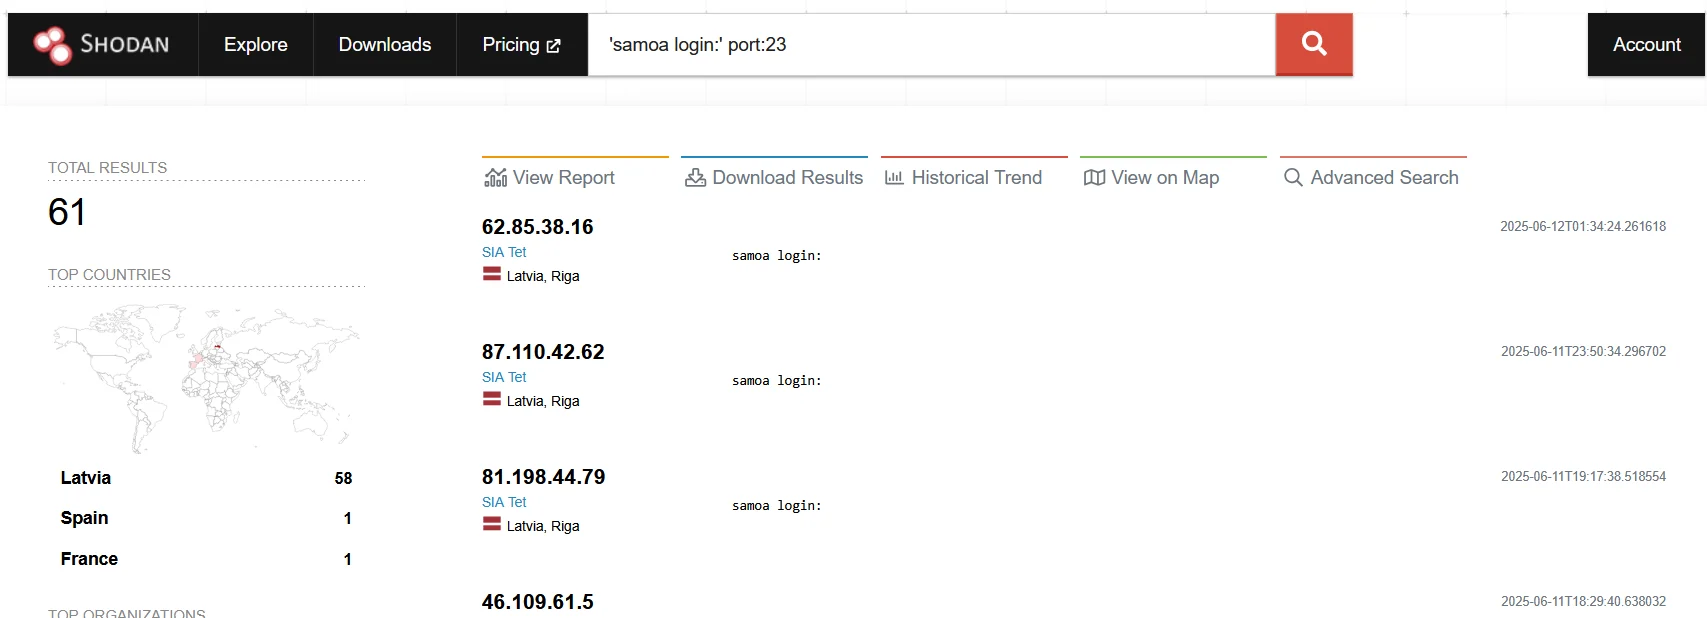 SHODAN Explore Downloads Pricing 'samoa login:' port:23 Account
TOTAL RESULTS
61
TOP COUNTRIES
Latvia 58
Spain 1
France 1
TOP ORGANIZATIONS
View Report Download Results Historical Trend View on Map Advanced Search
62.85.38.16 2025-06-12T01:34:24.261618
SIA Tet
samoa login:
Latvia, Riga
87.110.42.62 2025-06-11T23:50:34.296702
SIA Tet
samoa login:
Latvia, Riga
81.198.44.79 2025-06-11T19:17:38.518554
SIA Tet
samoa login:
Latvia, Riga
46.109.61.5 2025-06-11T18:29:40.638032